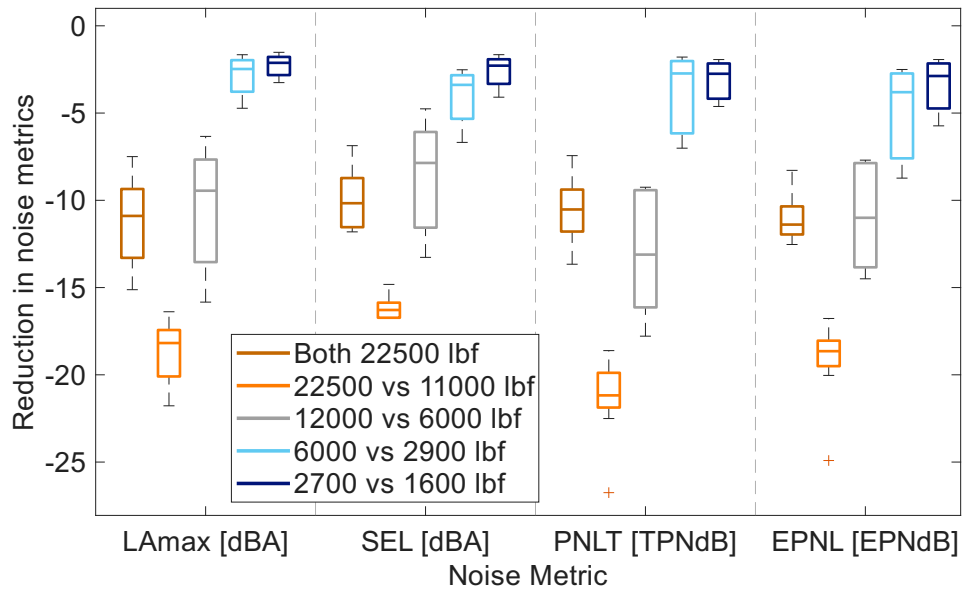 Reduction in noise metrics
0
-5
-10
-15
-20
-25
Both 22500 lbf
22500 vs 11000 lbf
12000 vs 6000 lbf
6000 vs 2900 lbf
2700 vs 1600 lbf
LAmax [dBA]
SEL [dBA]
PNLT [TPNdB]
EPNL [EPNdB]
Noise Metric